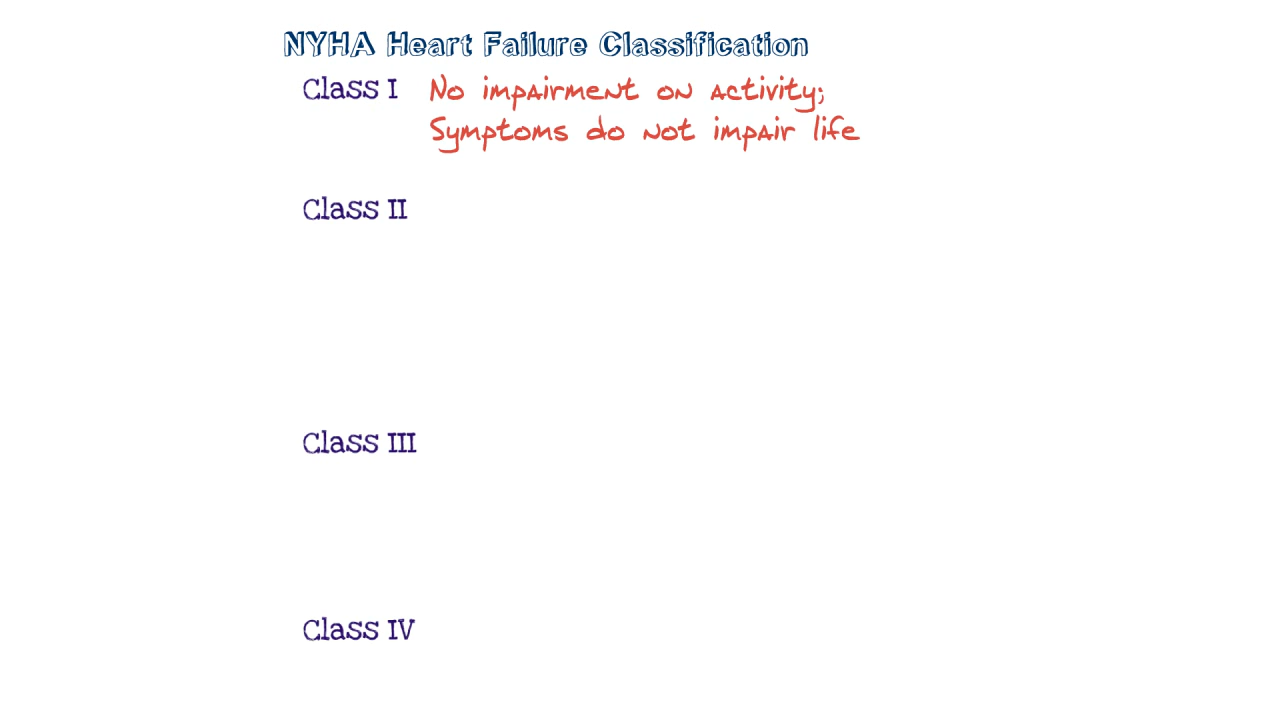 NYHA Heart Failure Classification
Class I No impairment on activity;
Symptoms do not impair life
Class II
Class III
Class IV